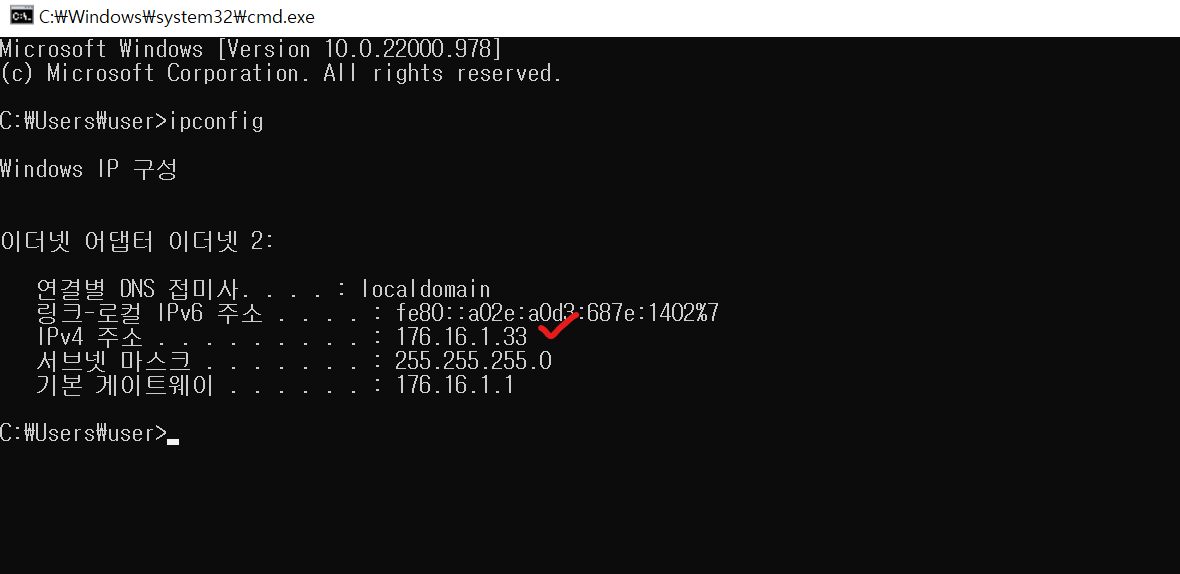 C:₩Windows₩system32₩cmd.exe
Microsoft Windows [Version 10.0.22000.978]
(c) Microsoft Corporation. All rights reserved.
C:₩Users₩user>ipconfig
Windows IP 구성
이더넷 어댑터 이더넷 2:
연결별 DNS 접미사. . . . : localdomain
링크-로컬 IPv6 주소 . . . . : fe80::a02e:a0d3:687e:1402%7
IPv4 주소 . . . . . . . . . : 176.16.1.33
서브넷 마스크 . . . . . . . : 255.255.255.0
기본 게이트웨이 . . . . . . : 176.16.1.1
C:₩Users₩user>